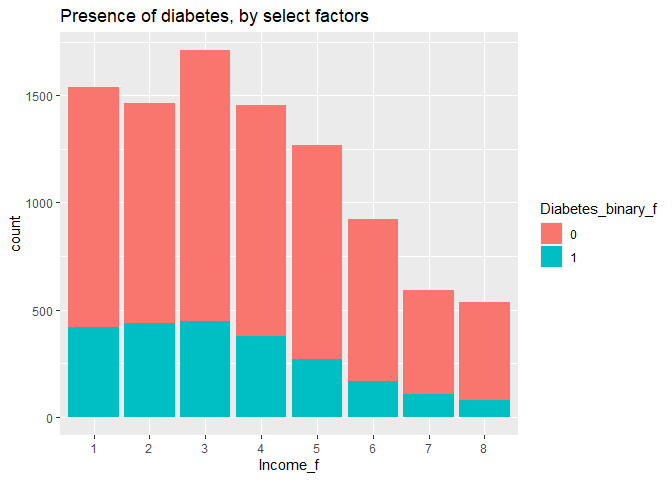 Presence of diabetes, by select factors
1500
1000
500
0
count
1 2 3 4 5 6 7 8
Income_f
Diabetes_binary_f
0
1